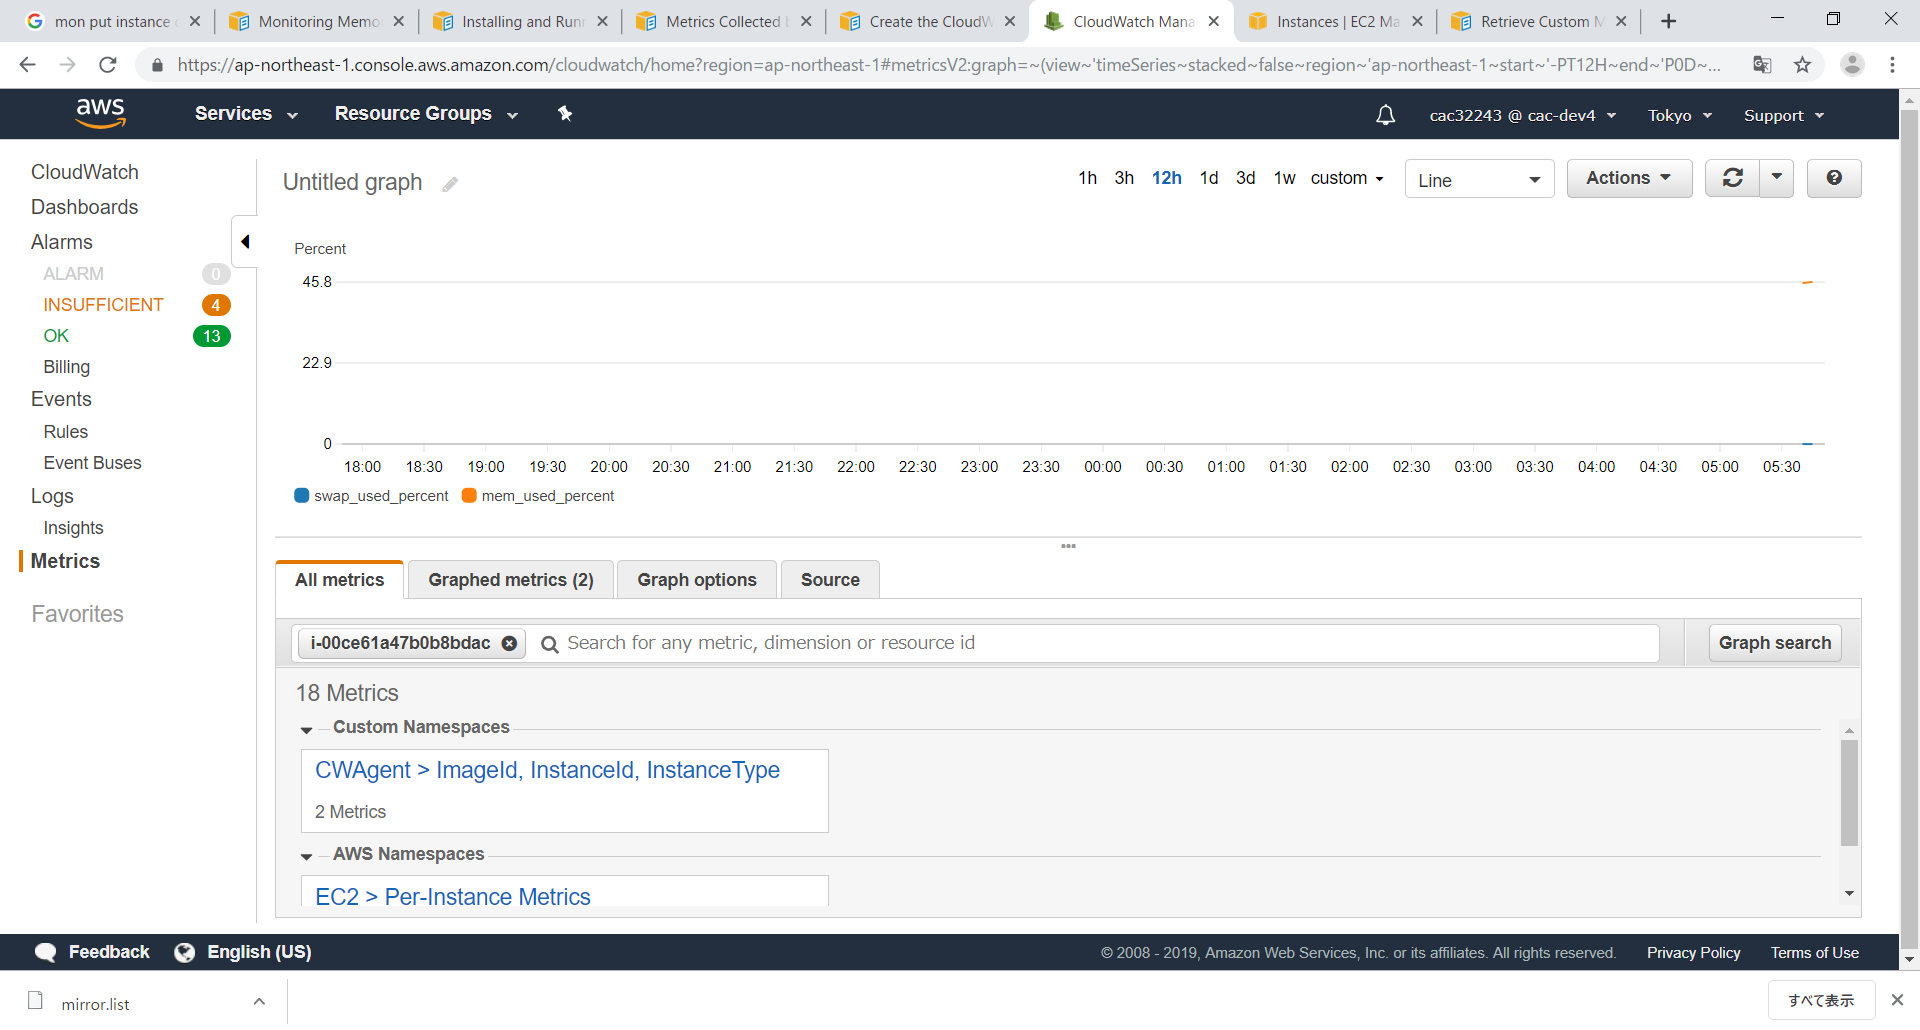 mon put instance
Monitoring Memo
Installing and Run
Metrics Collected
Create the CloudW
CloudWatch Mana
Instances | EC2 Ma
Retrieve Custom M
https://ap-northeast-1.console.aws.amazon.com/cloudwatch/home?region=ap-northeast-1#metricsV2:graph=~(view~'timeSeries~stacked~false~region~'ap-northeast-1~start~'-PT12H~end~'P0D~...
aws
Services
Resource Groups
cac32243 @ cac-dev4
Tokyo
Support
CloudWatch
Dashboards
Alarms
ALARM 0
INSUFFICIENT 4
OK 13
Billing
Events
Rules
Event Buses
Logs
Insights
Metrics
Favorites
Untitled graph
1h 3h 12h 1d 3d 1w custom
Line
Actions
Percent
45.8
22.9
0
18:00 18:30 19:00 19:30 20:00 20:30 21:00 21:30 22:00 22:30 23:00 23:30 00:00 00:30 01:00 01:30 02:00 02:30 03:00 03:30 04:00 04:30 05:00 05:30
swap_used_percent mem_used_percent
All metrics
Graphed metrics (2)
Graph options
Source
i-00ce61a47b0b8bdac
Search for any metric, dimension or resource id
Graph search
18 Metrics
Custom Namespaces
CWAgent > ImageId, InstanceId, InstanceType
2 Metrics
AWS Namespaces
EC2 > Per-Instance Metrics
Feedback
English (US)
© 2008 - 2019, Amazon Web Services, Inc. or its affiliates. All rights reserved.
Privacy Policy
Terms of Use
mirror.list
すべて表示